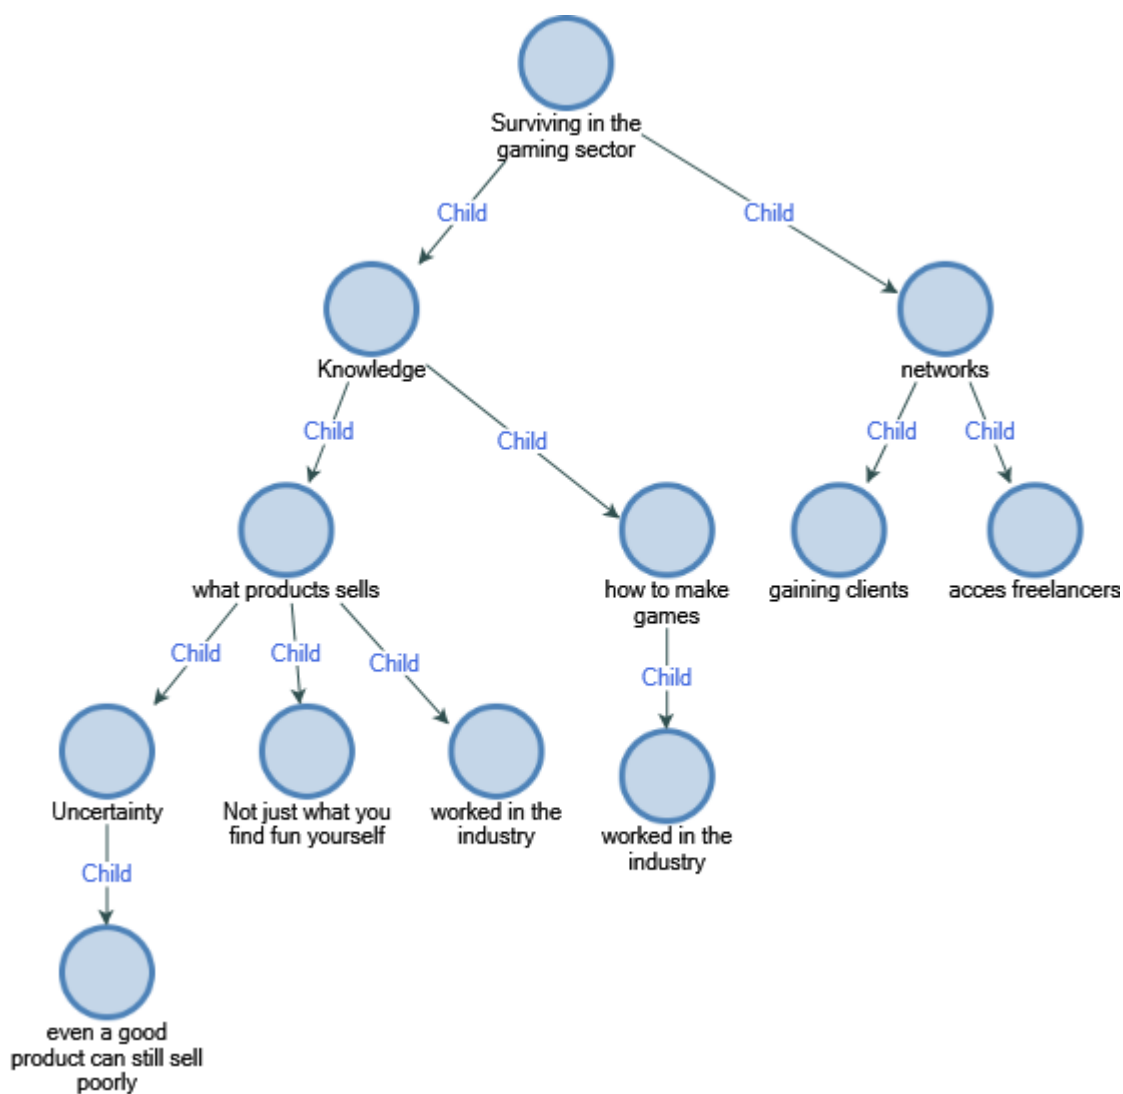 Surviving in the
gaming sector
Child
Child
Knowledge
networks
Child
Child
Child
Child
what products sells
how to make
games
gaining clients
acces freelancers
Child
Child
Child
Child
Uncertainty
Not just what you
find fun yourself
worked in the
industry
worked in the
industry
Child
even a good
product can still sell
poorly